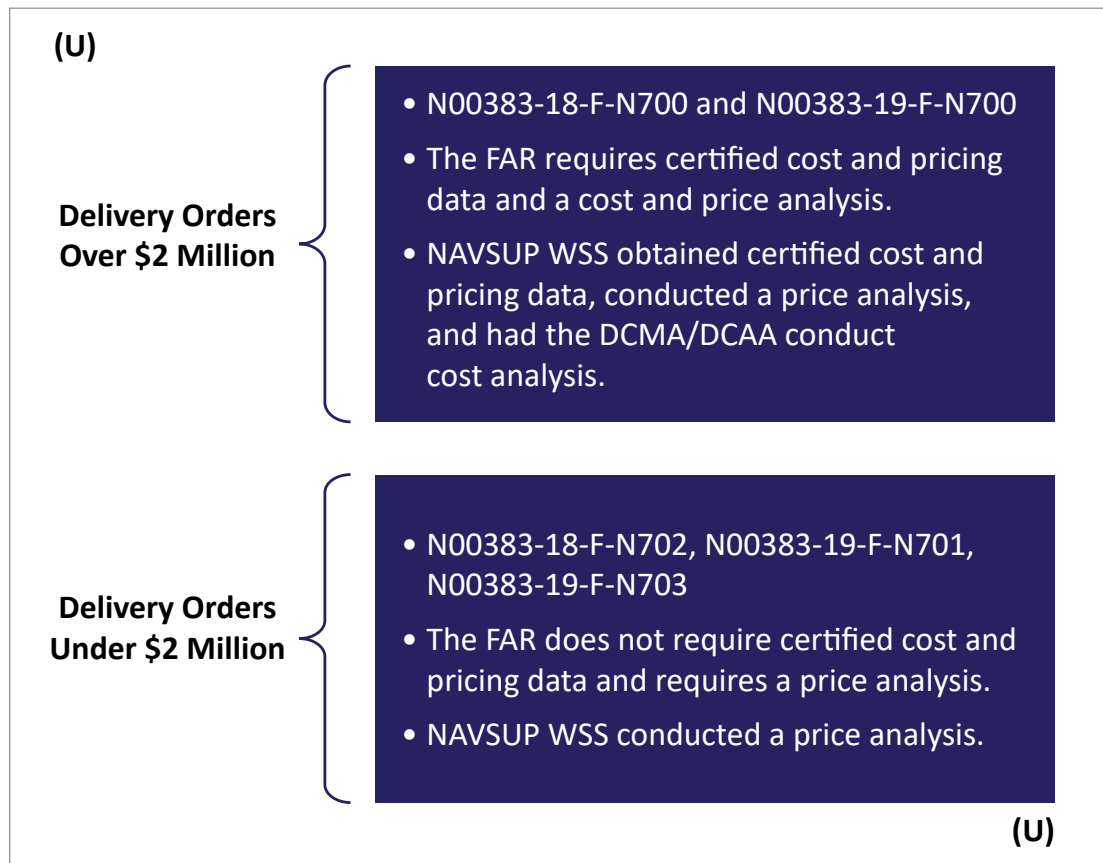 (U)
Delivery Orders
Over $2 Million
• N00383-18-F-N700 and N00383-19-F-N700
• The FAR requires certified cost and pricing
data and a cost and price analysis.
• NAVSUP WSS obtained certified cost and
pricing data, conducted a price analysis,
and had the DCMA/DCAA conduct
cost analysis.
Delivery Orders
Under $2 Million
• N00383-18-F-N702, N00383-19-F-N701,
N00383-19-F-N703
• The FAR does not require certified cost and
pricing data and requires a price analysis.
• NAVSUP WSS conducted a price analysis.
(U)